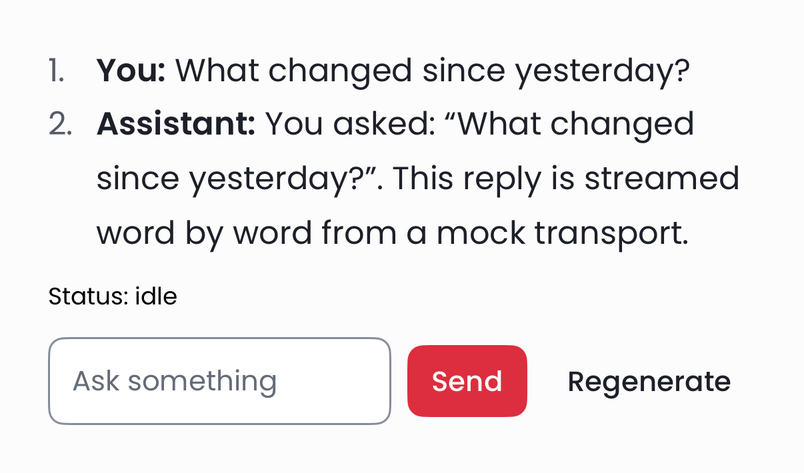 1. You: What changed since yesterday?
2. Assistant: You asked: “What changed
since yesterday?”. This reply is streamed
word by word from a mock transport.
Status: idle
Ask something Send Regenerate